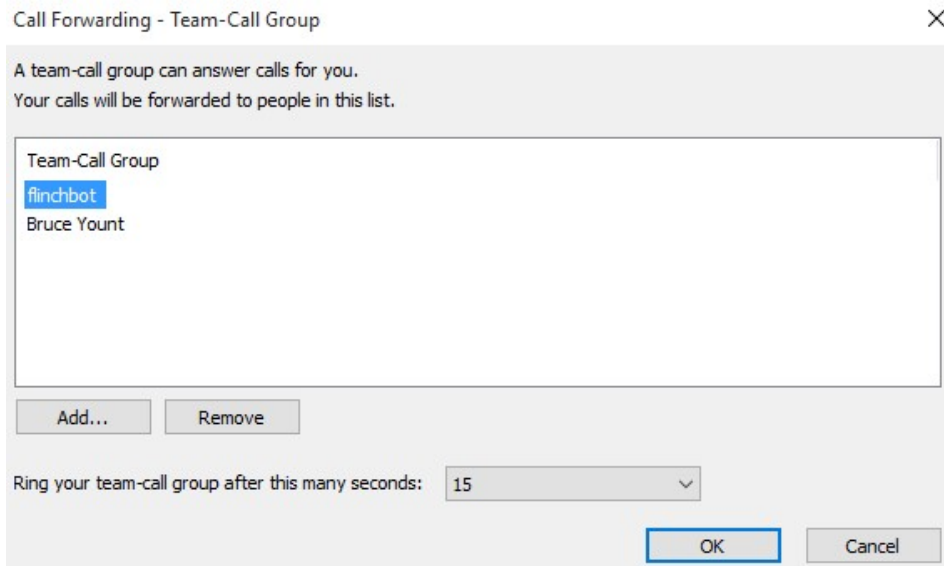 Call Forwarding - Team-Call Group
A team-call group can answer calls for you.
Your calls will be forwarded to people in this list.
Team-Call Group
flinchbot
Bruce Yount
Add... Remove
Ring your team-call group after this many seconds: 15
OK Cancel